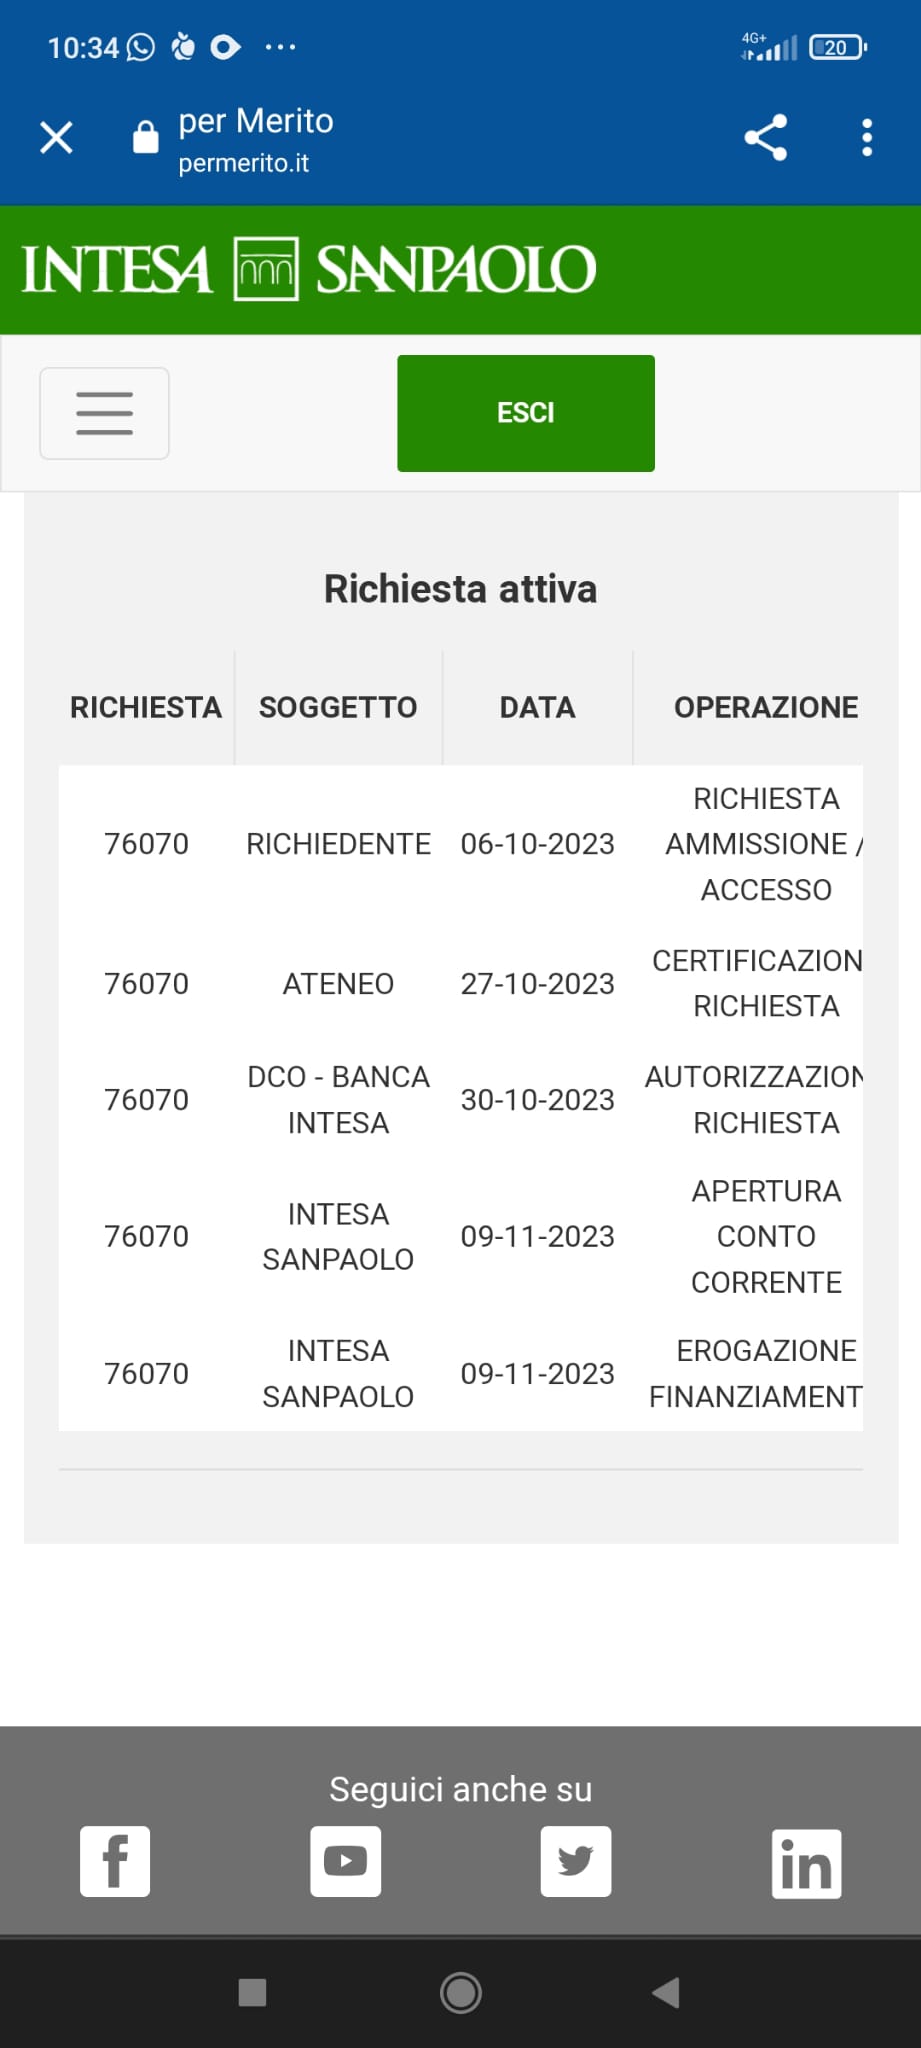 10:34
4G+
20
per Merito
permerito.it
INTESA SANPAOLO
ESCI
Richiesta attiva
RICHIESTA SOGGETTO DATA OPERAZIONE
76070 RICHIEDENTE 06-10-2023 RICHIESTA AMMISSIONE / ACCESSO
76070 ATENEO 27-10-2023 CERTIFICAZION RICHIESTA
76070 DCO - BANCA INTESA 30-10-2023 AUTORIZZAZION RICHIESTA
76070 INTESA SANPAOLO 09-11-2023 APERTURA CONTO CORRENTE
76070 INTESA SANPAOLO 09-11-2023 EROGAZIONE FINANZIAMENT
Seguici anche su
f
in